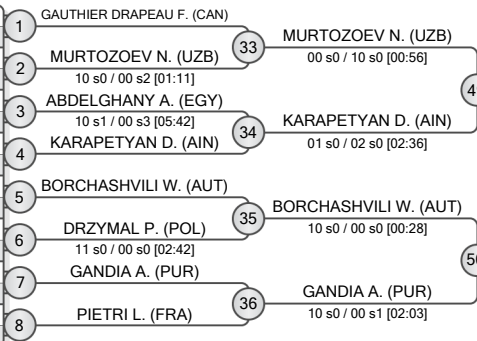 GAUTHIER DRAPEAU F. (CAN)
1
MURTOZOEV N. (UZB)
33
00 s0 / 10 s0 [00:56]
MURTOZOEV N. (UZB)
2
10 s0 / 00 s2 [01:11]
ABDELGHANY A. (EGY)
3
10 s1 / 00 s3 [05:42]
34
KARAPETYAN D. (AIN)
01 s0 / 02 s0 [02:36]
KARAPETYAN D. (AIN)
4
BORCHASHVILI W. (AUT)
5
35
BORCHASHVILI W. (AUT)
10 s0 / 00 s0 [00:28]
DRZYMAL P. (POL)
6
11 s0 / 00 s0 [02:42]
GANDIA A. (PUR)
7
36
GANDIA A. (PUR)
10 s0 / 00 s1 [02:03]
PIETRI L. (FRA)
8